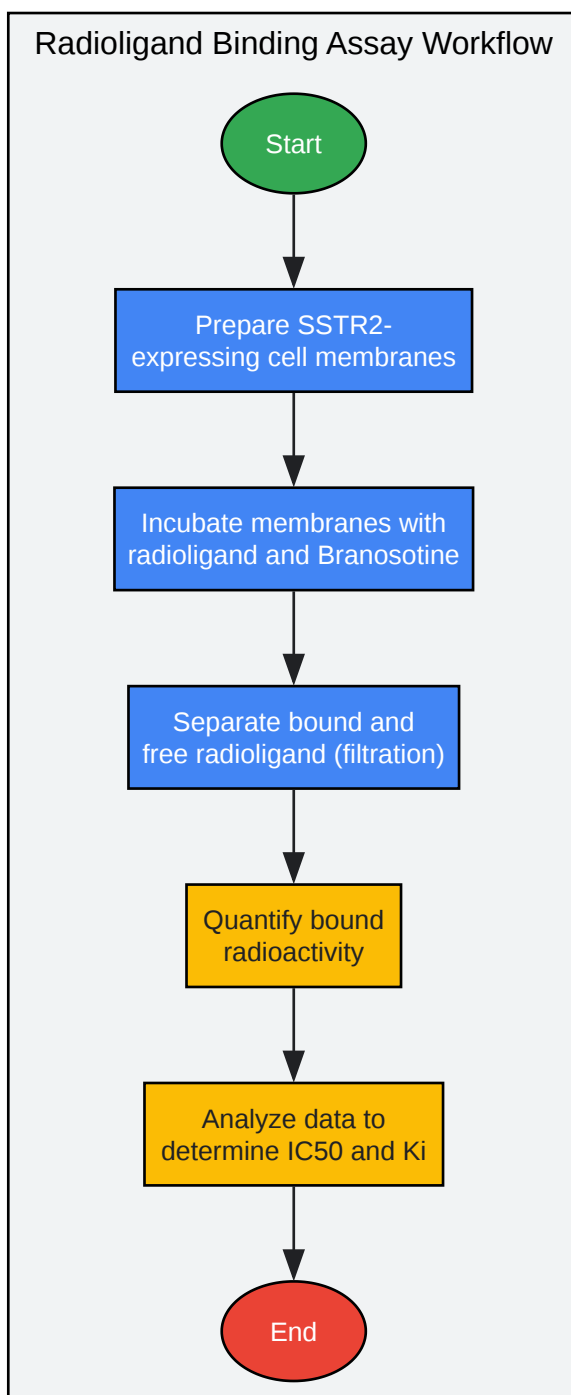 Radioligand Binding Assay Workflow
Start
Prepare SSTR2-
expressing cell membranes
Incubate membranes with
radioligand and Branosotine
Separate bound and
free radioligand (filtration)
Quantify bound
radioactivity
Analyze data to
determine IC50 and Ki
End